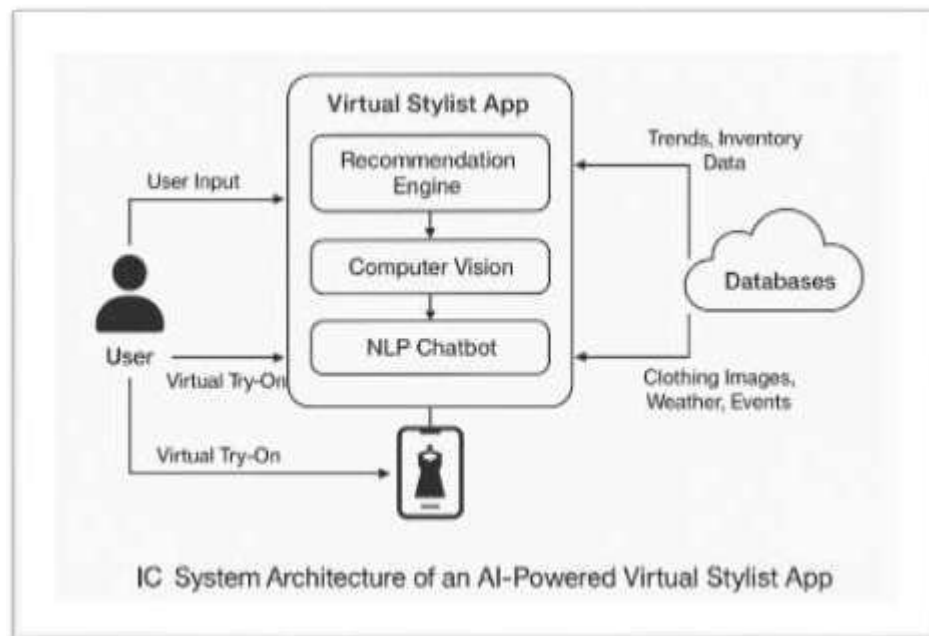 Virtual Stylist App
Recommendation
Engine
Computer Vision
NLP Chatbot
User Input
User
Virtual Try-On
Virtual Try-On
Trends, Inventory
Data
Databases
Clothing Images,
Weather, Events
IC System Architecture of an AI-Powered Virtual Stylist App